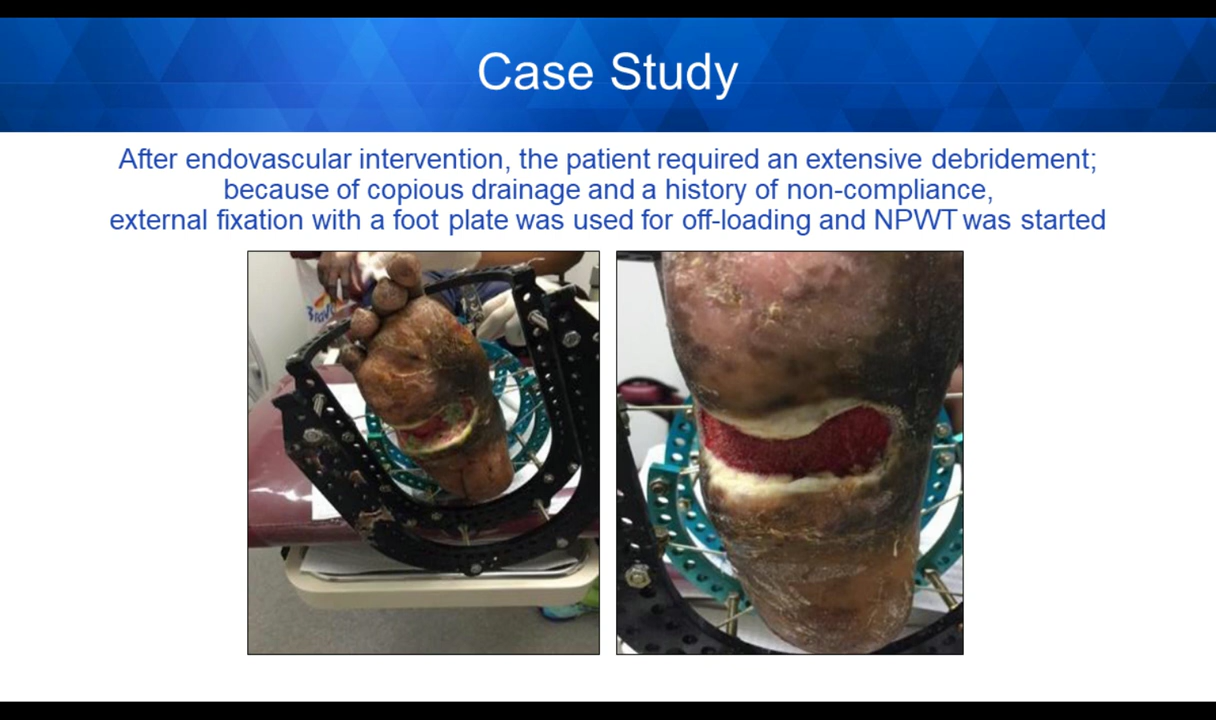 Case Study
After endovascular intervention, the patient required an extensive debridement;
because of copious drainage and a history of non-compliance,
external fixation with a foot plate was used for off-loading and NPWT was started